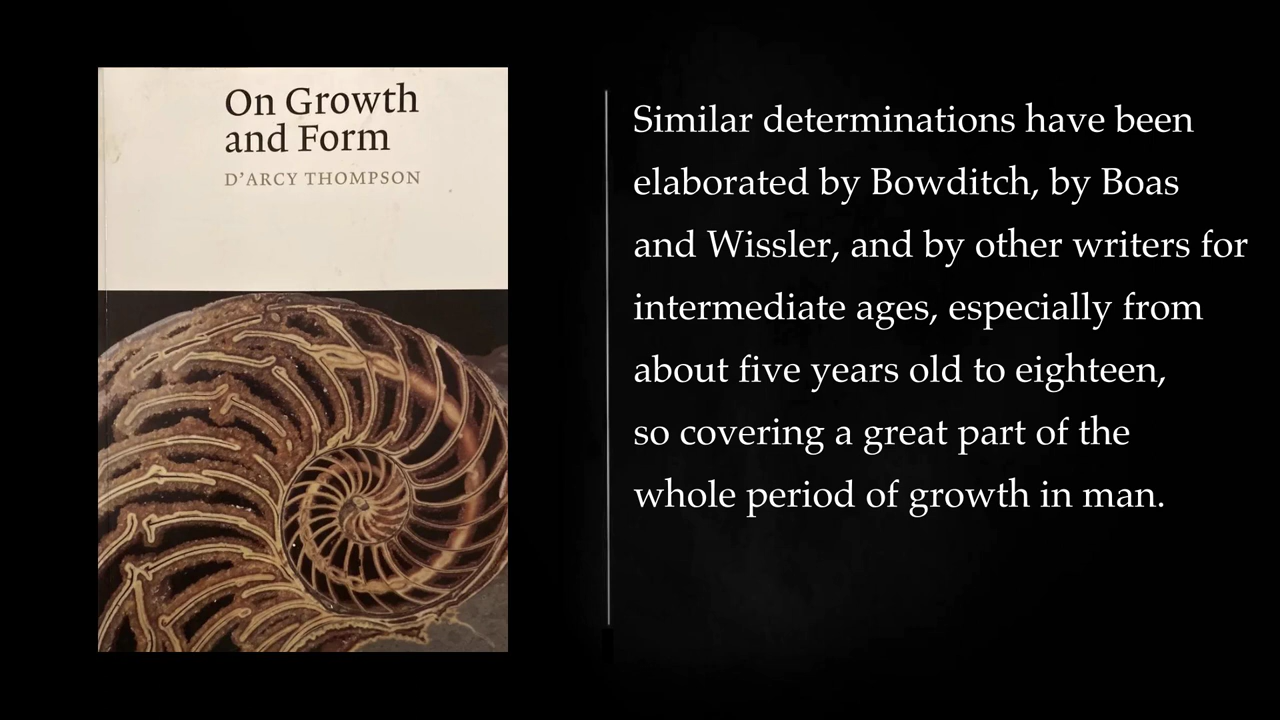 On Growth
and Form
D'ARCY THOMPSON
Similar determinations have been
elaborated by Bowditch, by Boas
and Wissler, and by other writers for
intermediate ages, especially from
about five years old to eighteen,
so covering a great part of the
whole period of growth in man.